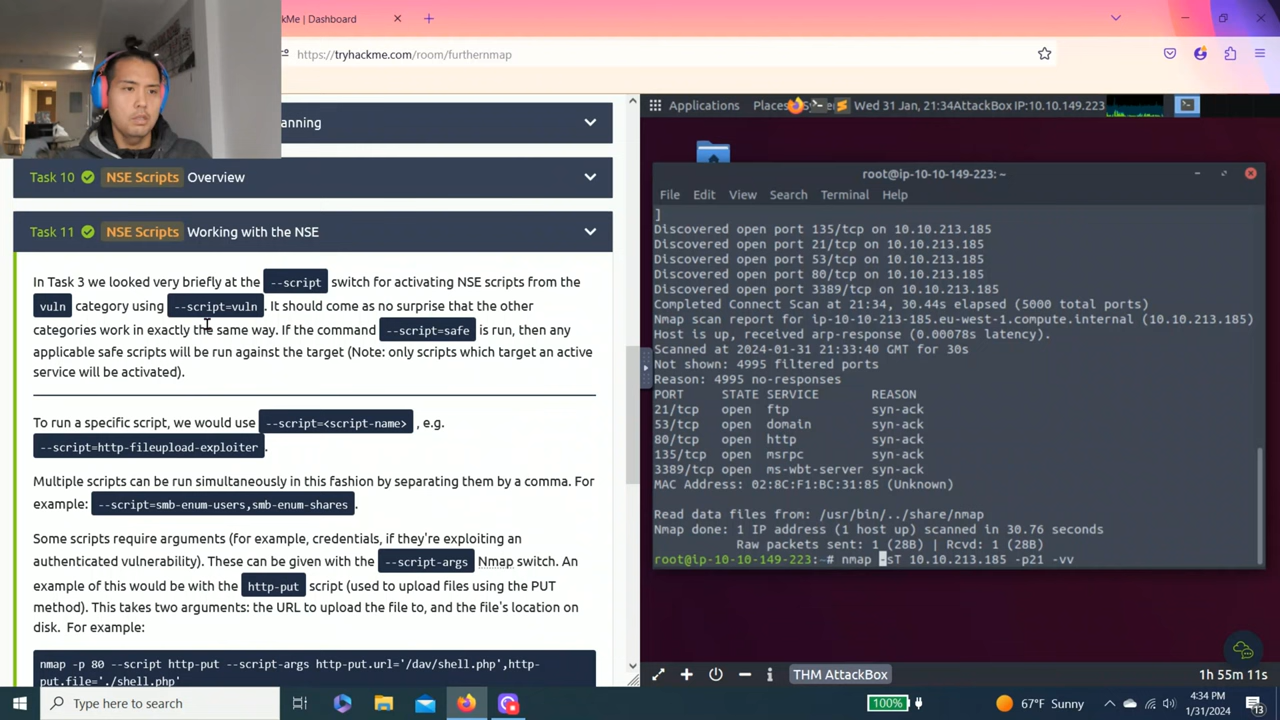 kMe | Dashboard
https://tryhackme.com/room/furthernmap
anning
Task 10 NSE Scripts Overview
Task 11 NSE Scripts Working with the NSE
In Task 3 we looked very briefly at the --script switch for activating NSE scripts from the
vuln category using --script=vuln. It should come as no surprise that the other
categories work in exactly the same way. If the command --script=safe is run, then any
applicable safe scripts will be run against the target (Note: only scripts which target an active
service will be activated).
To run a specific script, we would use --script=<script-name> , e.g.
--script=http-fileupload-exploiter.
Multiple scripts can be run simultaneously in this fashion by separating them by a comma. For
example: --script=smb-enum-users,smb-enum-shares.
Some scripts require arguments (for example, credentials, if they're exploiting an
authenticated vulnerability). These can be given with the --script-args Nmap switch. An
example of this would be with the http-put script (used to upload files using the PUT
method). This takes two arguments: the URL to upload the file to, and the file's location on
disk. For example:
nmap -p 80 --script http-put --script-args http-put.url='/dav/shell.php',http-
put.file='./shell.php'
Applications Places Wed 31 Jan, 21:34 AttackBox IP:10.10.149.223
root@ip-10-10-149-223: ~
File Edit View Search Terminal Help
]
Discovered open port 135/tcp on 10.10.213.185
Discovered open port 21/tcp on 10.10.213.185
Discovered open port 53/tcp on 10.10.213.185
Discovered open port 80/tcp on 10.10.213.185
Discovered open port 3389/tcp on 10.10.213.185
Completed Connect Scan at 21:34, 30.44s elapsed (5000 total ports)
Nmap scan report for ip-10-10-213-185.eu-west-1.compute.internal (10.10.213.185)
Host is up, received arp-response (0.00078s latency).
Scanned at 2024-01-31 21:33:40 GMT for 30s
Not shown: 4995 filtered ports
Reason: 4995 no-responses
PORT STATE SERVICE REASON
21/tcp open ftp syn-ack
53/tcp open domain syn-ack
80/tcp open http syn-ack
135/tcp open msrpc syn-ack
3389/tcp open ms-wbt-server syn-ack
MAC Address: 02:8C:F1:BC:31:85 (Unknown)
Read data files from: /usr/bin/../share/nmap
Nmap done: 1 IP address (1 host up) scanned in 30.76 seconds
Raw packets sent: 1 (28B) | Rcvd: 1 (28B)
root@ip-10-10-149-223:~# nmap -sT 10.10.213.185 -p21 -vv
THM AttackBox
1h 55m 11s
Type here to search
100%
67°F Sunny
4:34 PM
1/31/2024
13